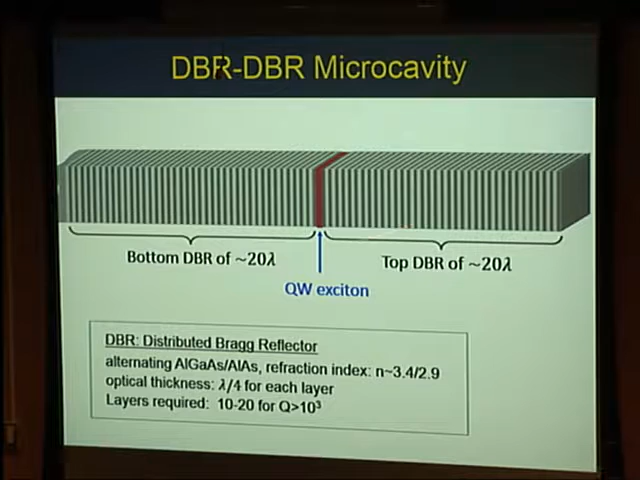 DBR-DBR Microcavity
Bottom DBR of ~20λ
Top DBR of ~20λ
QW exciton
DBR: Distributed Bragg Reflector
alternating AlGaAs/AlAs, refraction index: n~3.4/2.9
optical thickness: λ/4 for each layer
Layers required: 10-20 for Q>10³